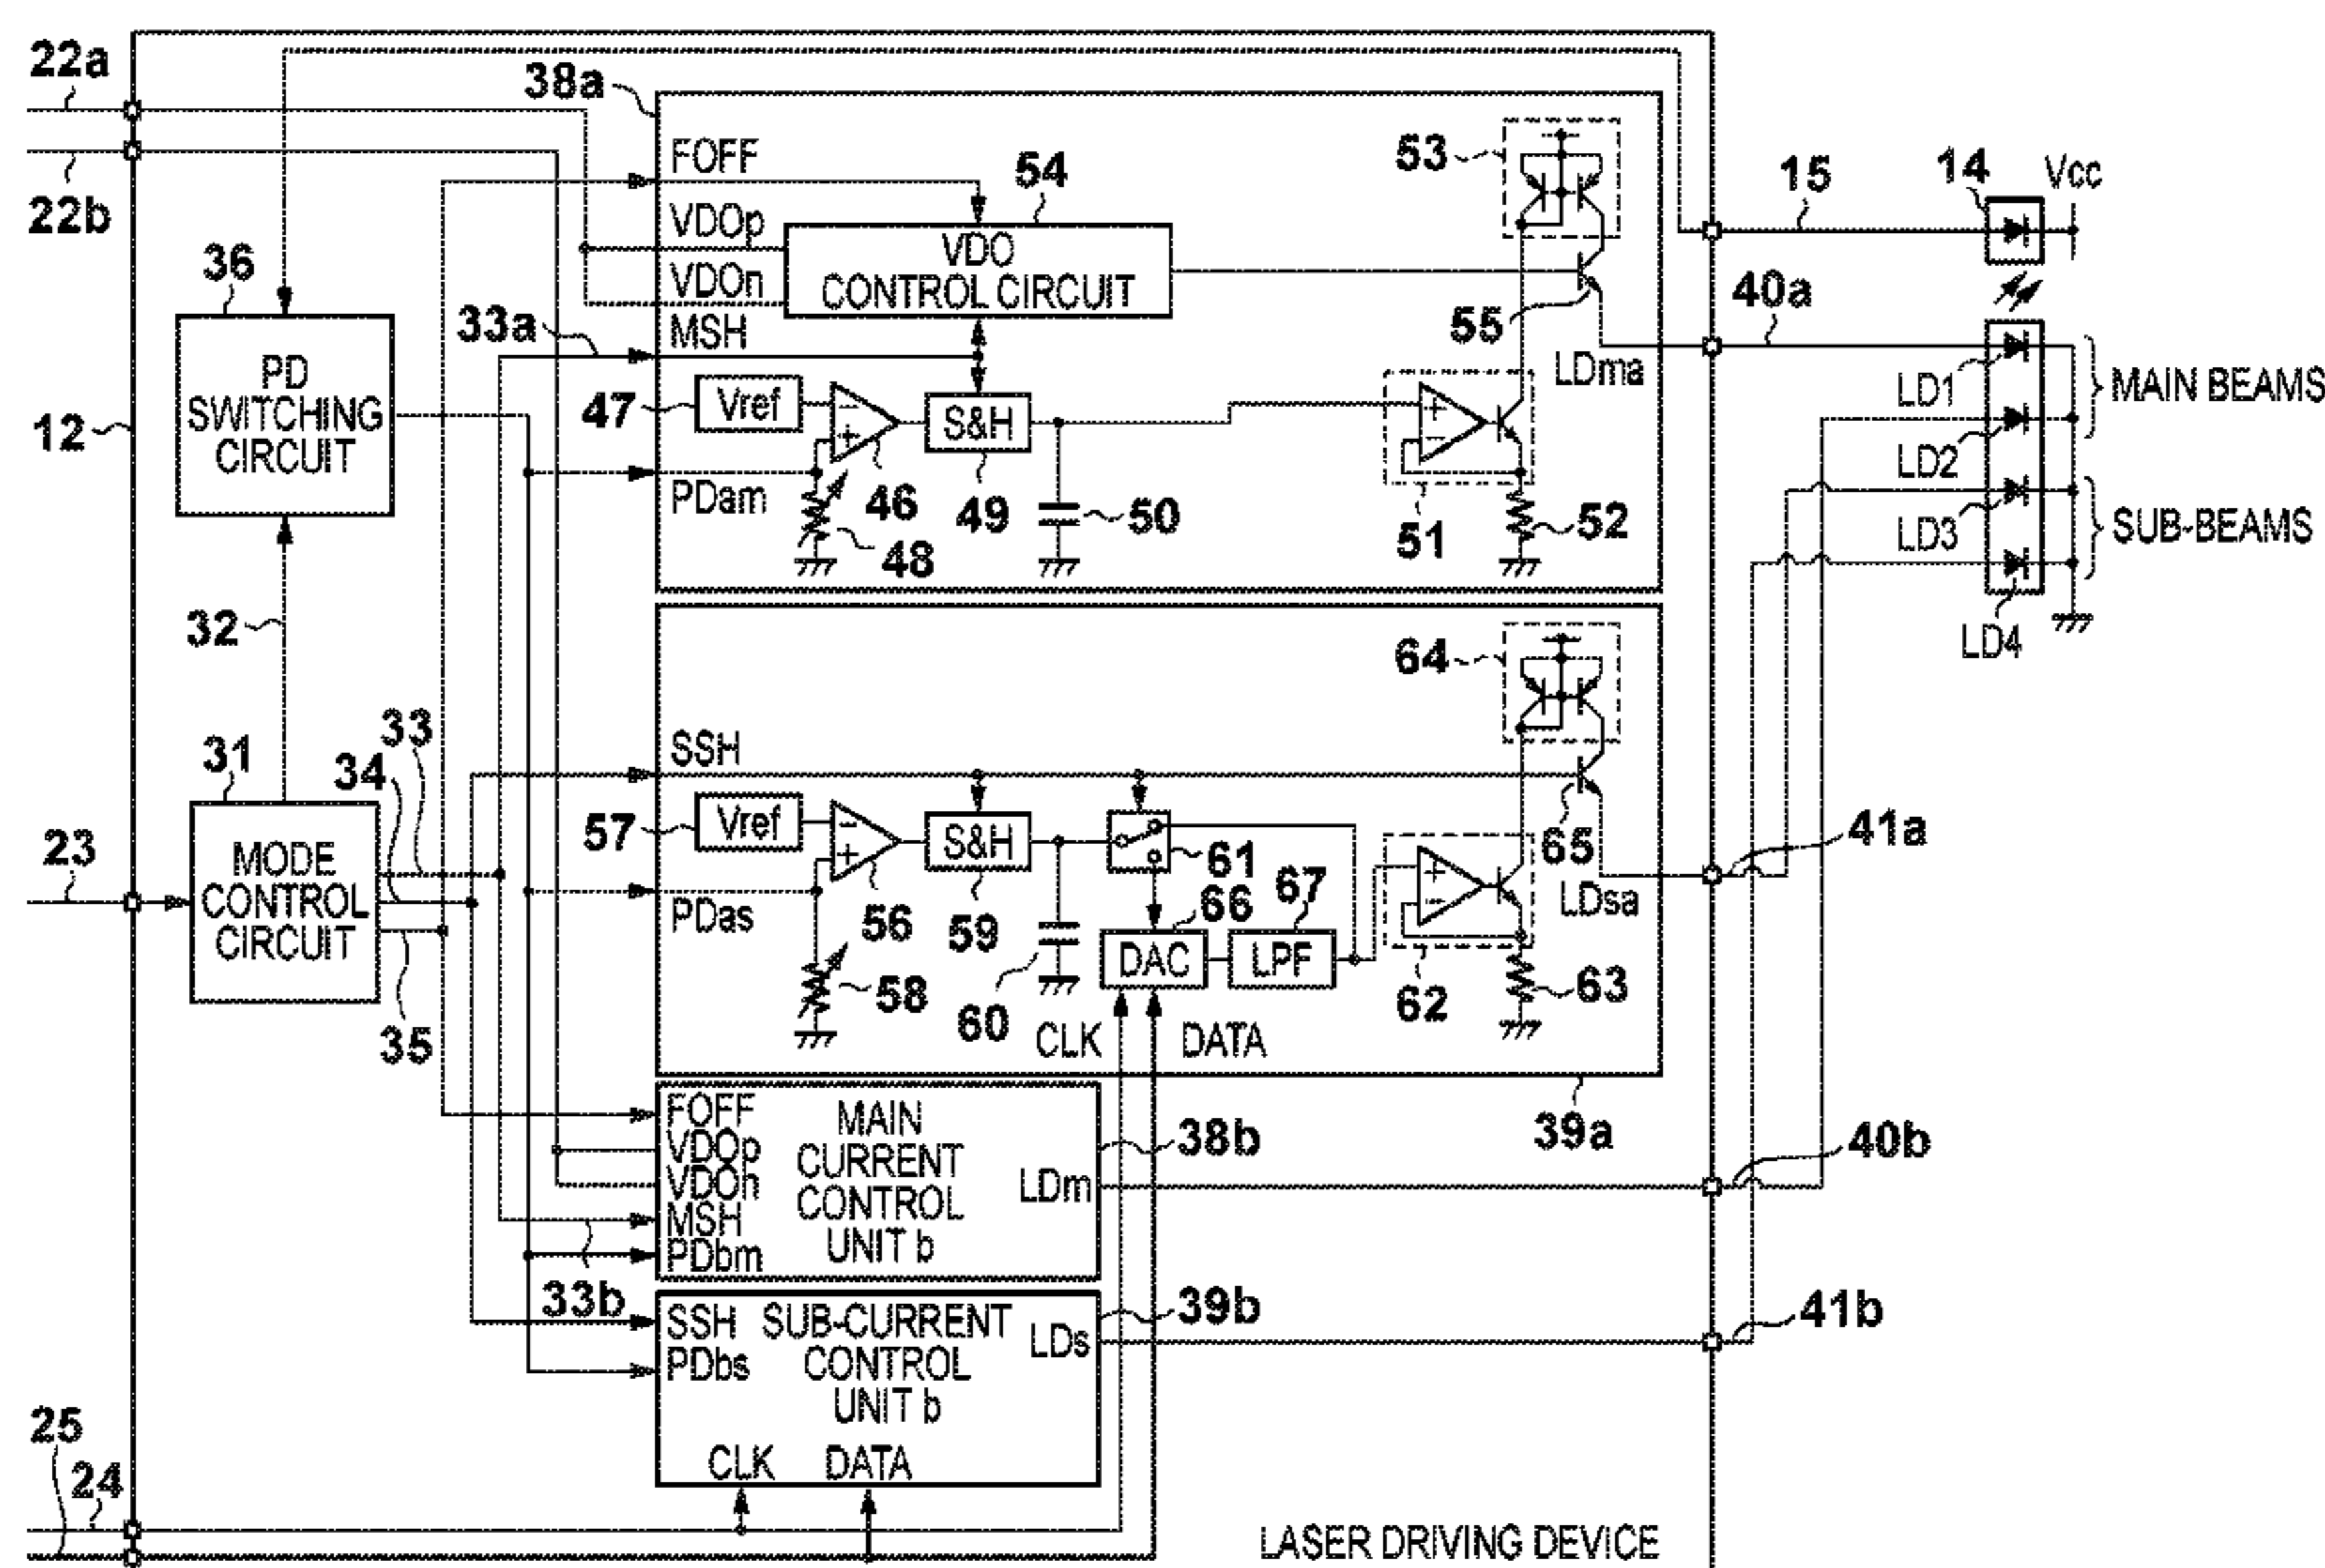 22a
22b
12
38a
FOFF
VDOp
VDOn
MSH
33a
36
PD
SWITCHING
CIRCUIT
54
VDO
CONTROL CIRCUIT
53
55
LDma
47
Vref
−
+
46
S&H
49
50
48
PDam
+
−
51
52
15
14
Vcc
40a
LD1
LD2
LD3
LD4
MAIN BEAMS
SUB-BEAMS
32
31
33
34
35
23
MODE
CONTROL
CIRCUIT
SSH
57
Vref
−
+
56
S&H
59
60
58
PDas
61
66
DAC
67
LPF
CLK
DATA
+
−
62
63
64
65
LDsa
41a
39a
FOFF
VDOp
VDOn
MSH
PDbm
MAIN
CURRENT
CONTROL
UNIT b
LDm
38b
40b
33b
SSH
PDbs
SUB-CURRENT
CONTROL
UNIT b
LDs
39b
41b
CLK
DATA
25
24
LASER DRIVING DEVICE